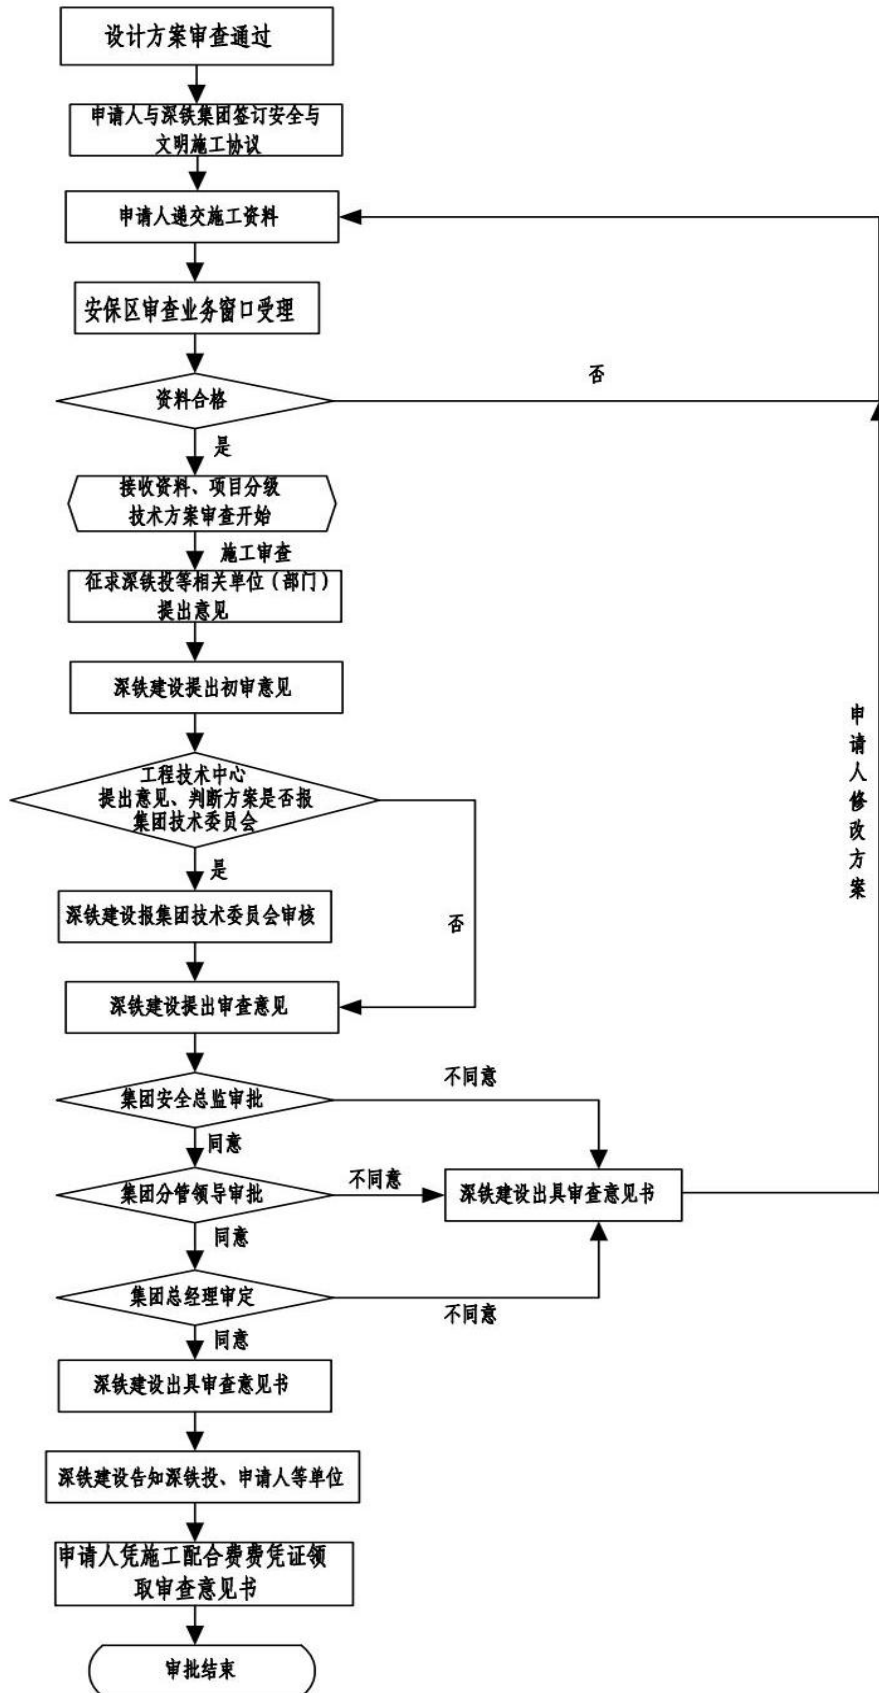 设计方案审查通过
申请人与深铁集团签订安全与
文明施工协议
申请人递交施工资料
安保区审查业务窗口受理
资料合格
否
是
接收资料、项目分级
技术方案审查开始
施工审查
征求深铁投等相关单位（部门）
提出意见
深铁建设提出初审意见
工程技术中心
提出意见、判断方案是否报
集团技术委员会
是
否
深铁建设报集团技术委员会审核
深铁建设提出审查意见
集团安全总监审批
不同意
同意
集团分管领导审批
不同意
深铁建设出具审查意见书
申请人修改方案
同意
集团总经理审定
不同意
同意
深铁建设出具审查意见书
深铁建设告知深铁投、申请人等单位
申请人凭施工配合费费凭证领
取审查意见书
审批结束